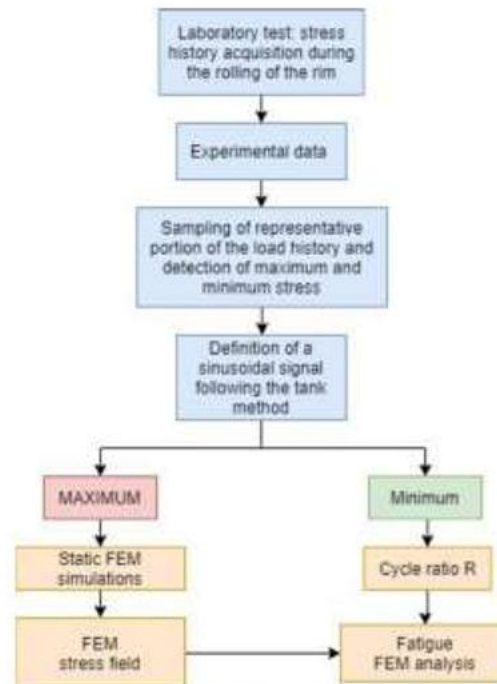 Laboratory test: stress
history acquisition during
the rolling of the rim
Experimental data
Sampling of representative
portion of the load history and
detection of maximum and
minimum stress
Definition of a
sinusoidal signal
following the tank
method
MAXIMUM
Minimum
Static FEM
simulations
Cycle ratio R
FEM
stress field
Fatigue
FEM analysis